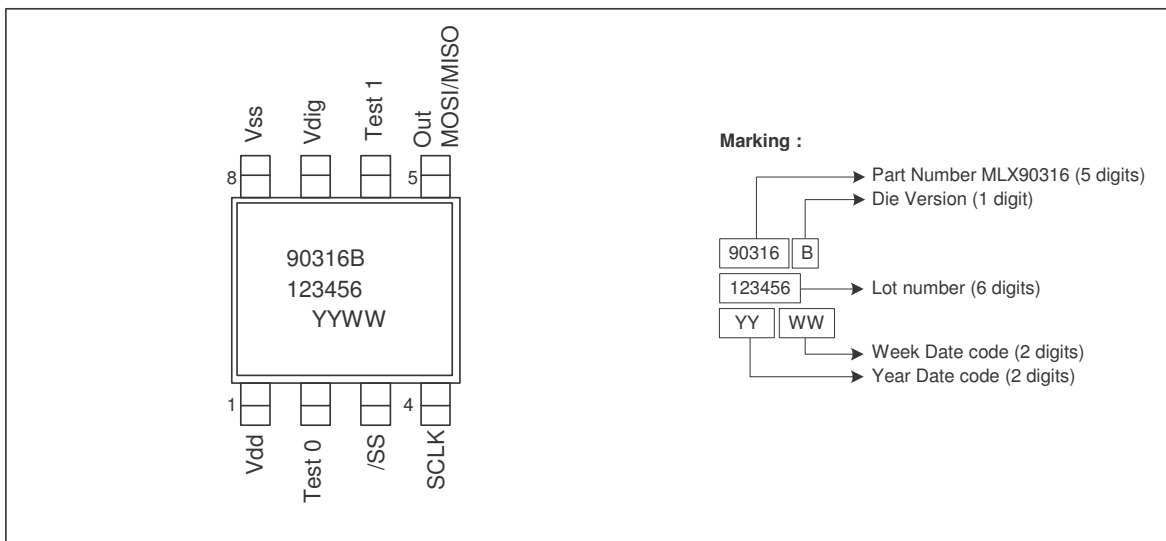 Vss
Vdig
Test 1
Out
MOSI/MISO
8
5
90316B
123456
YYWW
1
4
Vdd
Test 0
/SS
SCLK
Marking :
Part Number MLX90316 (5 digits)
Die Version (1 digit)
90316 B
123456 Lot number (6 digits)
YY WW
Week Date code (2 digits)
Year Date code (2 digits)